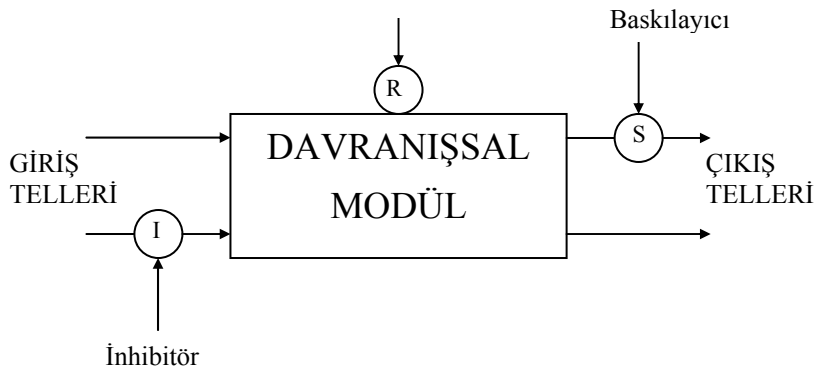 Baskılayıcı
R
S
DAVRANIŞSAL
MODÜL
GİRİŞ
TELLERİ
ÇIKIŞ
TELLERİ
I
İnhibitör